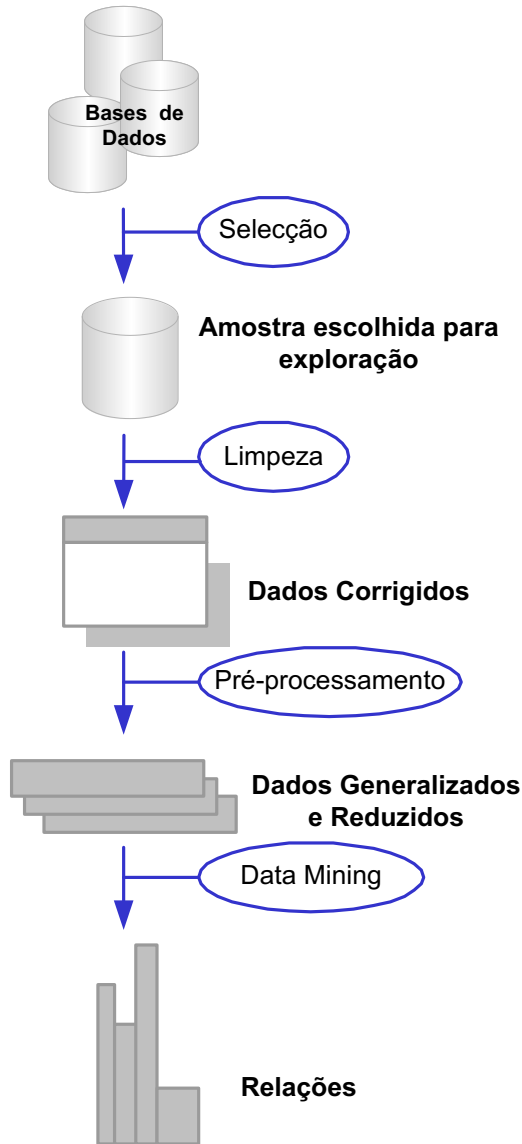 Bases de
Dados
Selecção
Amostra escolhida para
exploração
Limpeza
Dados Corrigidos
Pré-processamento
Dados Generalizados
e Reduzidos
Data Mining
Relações